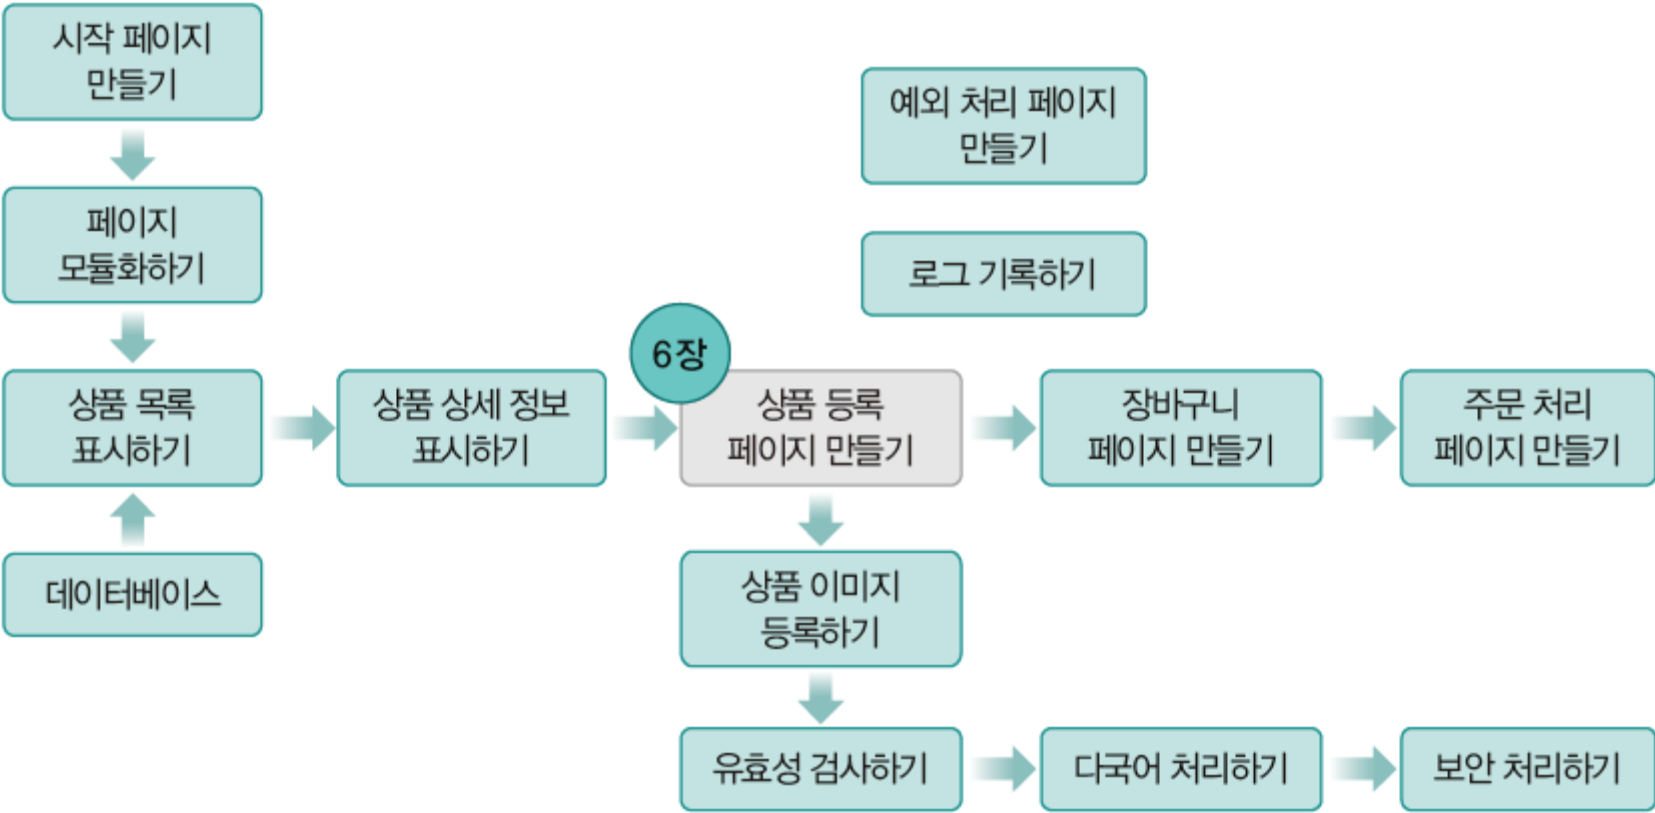 시작 페이지
만들기
예외 처리 페이지
만들기
페이지
모듈화하기
로그 기록하기
6장
상품 목록
표시하기
상품 상세 정보
표시하기
상품 등록
페이지 만들기
장바구니
페이지 만들기
주문 처리
페이지 만들기
데이터베이스
상품 이미지
등록하기
유효성 검사하기
다국어 처리하기
보안 처리하기